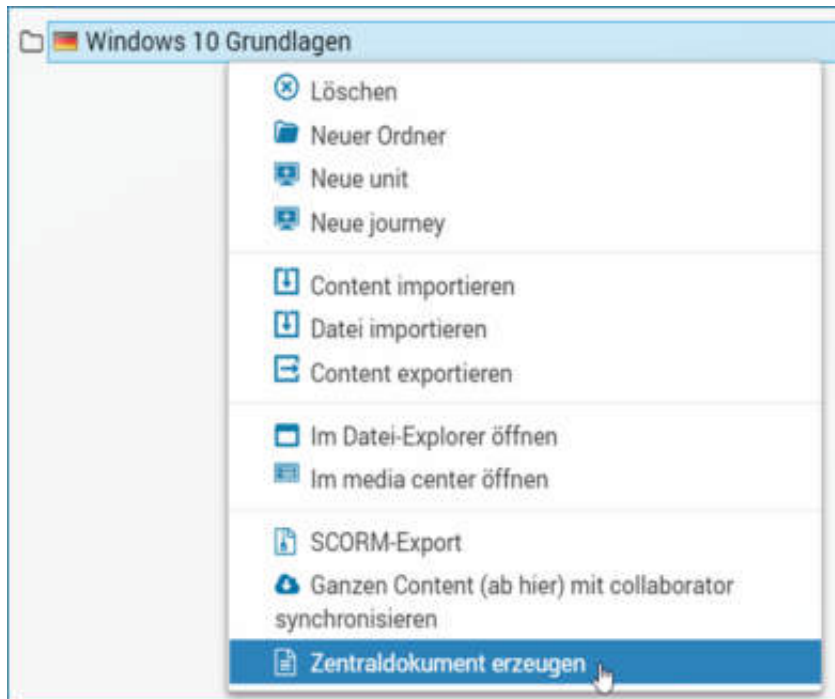 Windows 10 Grundlagen
Löschen
Neuer Ordner
Neue unit
Neue journey
Content importieren
Datei importieren
Content exportieren
Im Datei-Explorer öffnen
Im media center öffnen
SCORM-Export
Ganzen Content (ab hier) mit collaborator
synchronisieren
Zentraldokument erzeugen